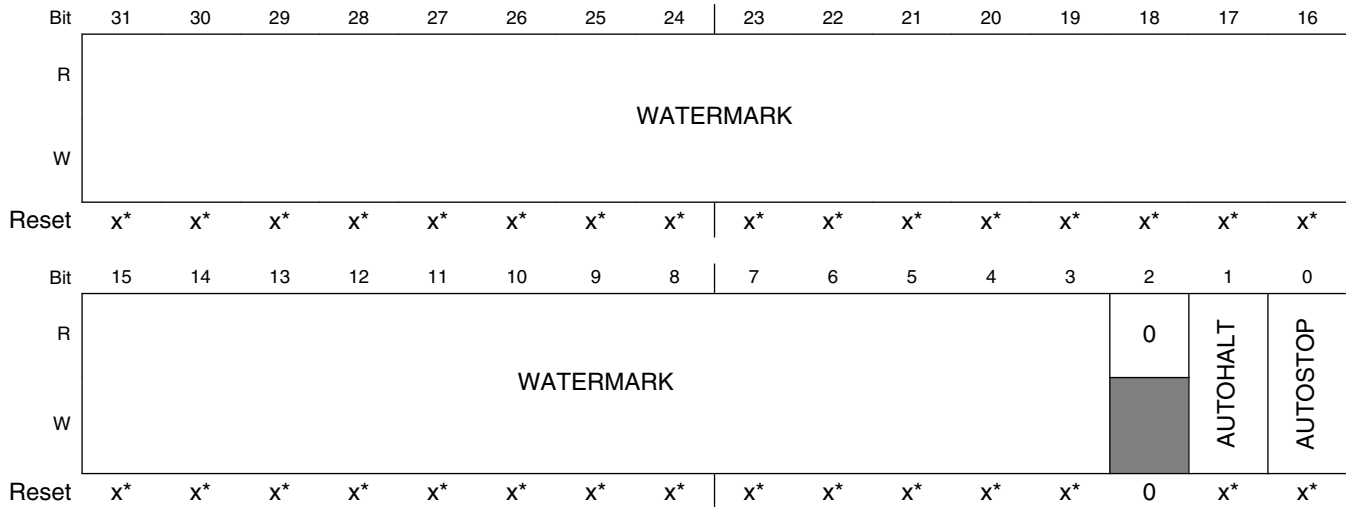 Bit 31 30 29 28 27 26 25 24 23 22 21 20 19 18 17 16
R
WATERMARK
W
Reset x* x* x* x* x* x* x* x* x* x* x* x* x* x* x* x*
Bit 15 14 13 12 11 10 9 8 7 6 5 4 3 2 1 0
R 0
WATERMARK AUTOHALT AUTOSTOP
W
Reset x* x* x* x* x* x* x* x* x* x* x* x* x* 0 x* x*